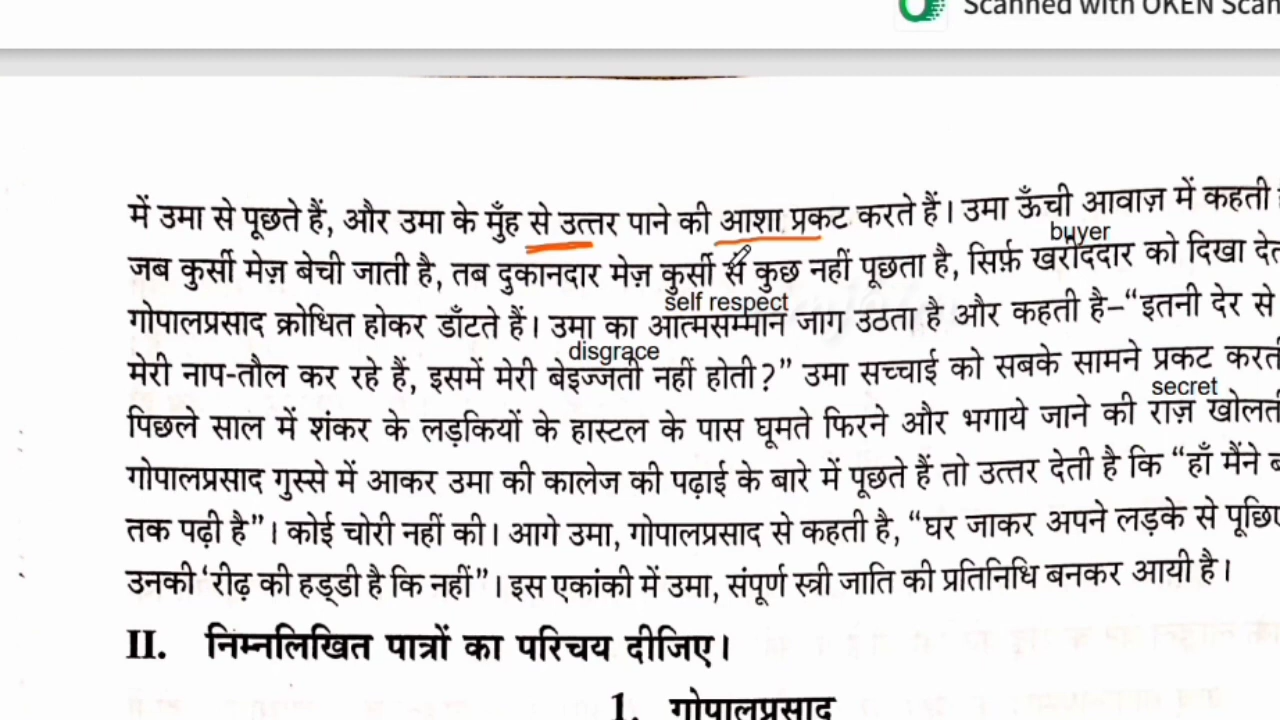 Scanned with OKEN Scan
में उमा से पूछते हैं, और उमा के मुँह से उत्तर पाने की आशा प्रकट करते हैं। उमा ऊँची आवाज़ में कहती
buyer
जब कुर्सी मेज़ बेची जाती है, तब दुकानदार मेज़ कुर्सी से कुछ नहीं पूछता है, सिर्फ़ खरीददार को दिखा
self respect
गोपालप्रसाद क्रोधित होकर डाँटते हैं। उमा का आत्मसम्मान जाग उठता है और कहती है–“इतनी देर से
disgrace
मेरी नाप-तौल कर रहे हैं, इसमें मेरी बेइज्जती नहीं होती?” उमा सच्चाई को सबके सामने प्रकट करती
secret
पिछले साल में शंकर के लड़कियों के हास्टल के पास घूमते फिरने और भगाये जाने की राज़ खोलती
गोपालप्रसाद गुस्से में आकर उमा की कालेज की पढ़ाई के बारे में पूछते हैं तो उत्तर देती है कि “हाँ मैंने
तक पढ़ी है”। कोई चोरी नहीं की। आगे उमा, गोपालप्रसाद से कहती है, “घर जाकर अपने लड़के से
उनकी ‘रीढ़ की हड्डी है कि नहीं”। इस एकांकी में उमा, संपूर्ण स्त्री जाति की प्रतिनिधि बनकर आयी है।
II. निम्नलिखित पात्रों का परिचय दीजिए।
1. गोपालप्रसाद